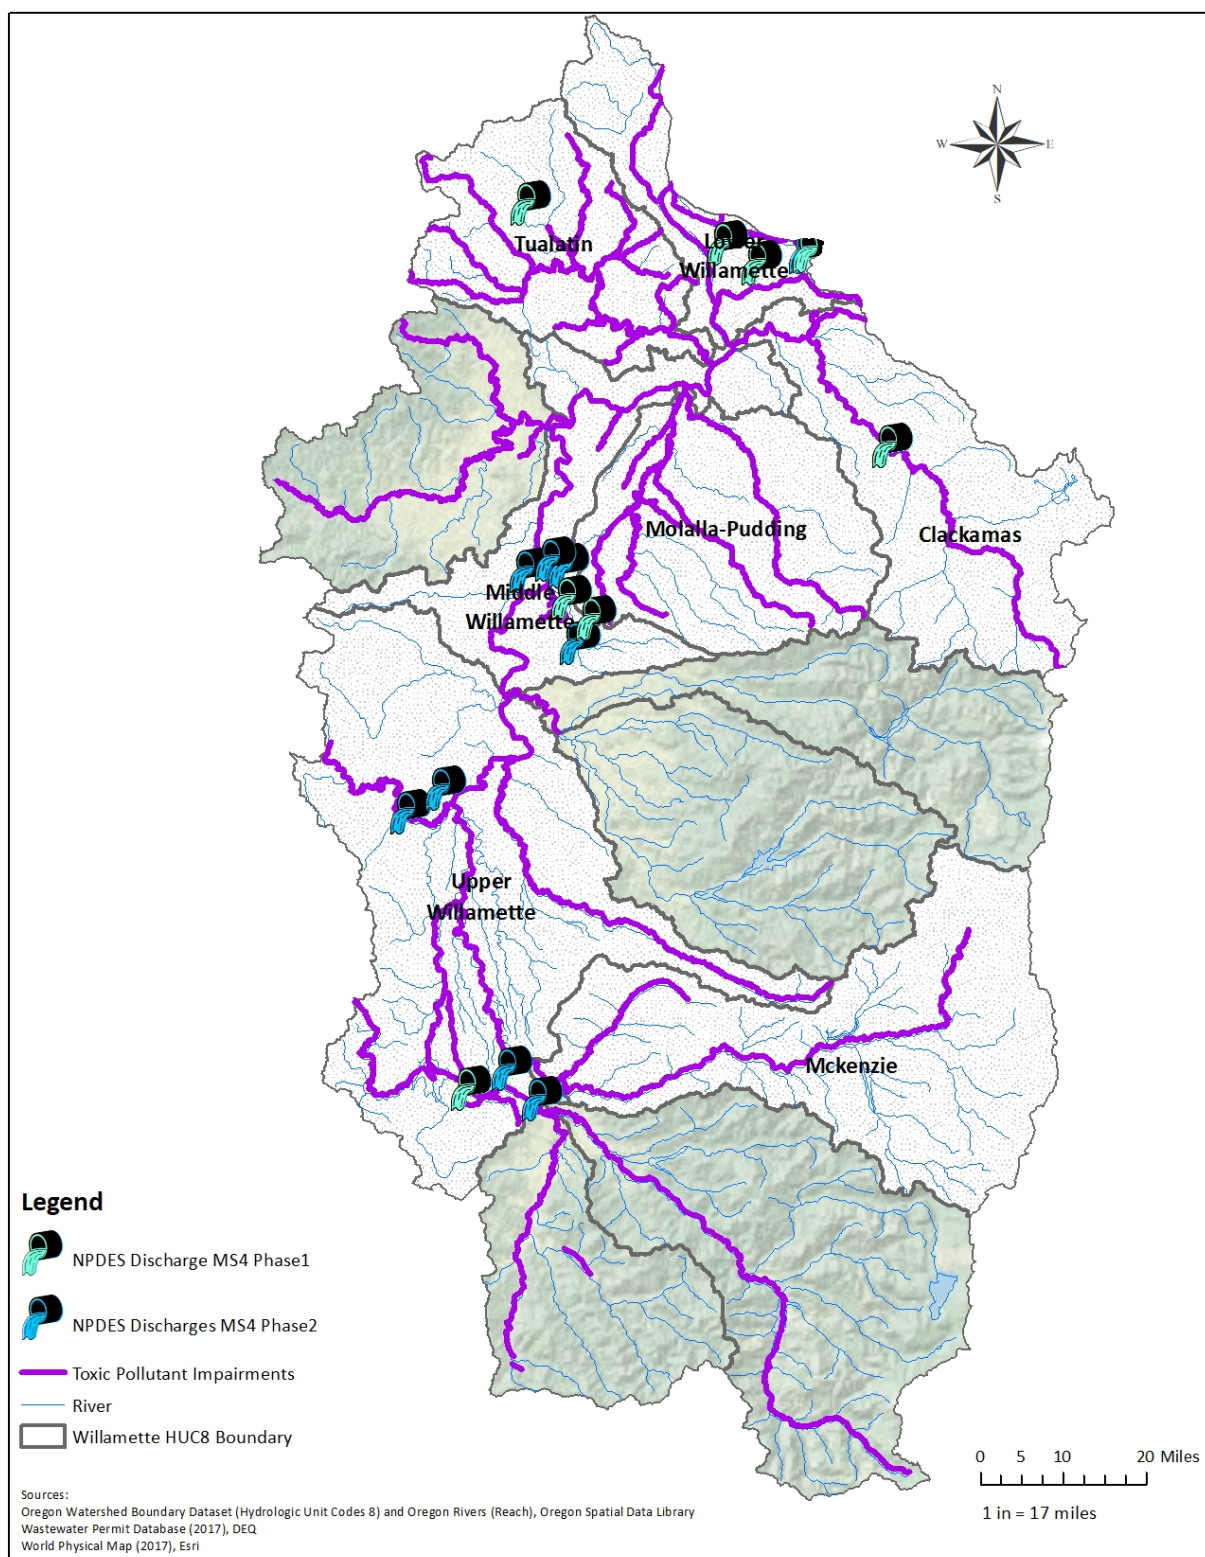 N
W E
S
Tualatin
Lower
Willamette
Molalla-Pudding
Clackamas
Middle
Willamette
Upper
Willamette
Mckenzie
Legend
NPDES Discharge MS4 Phase1
NPDES Discharges MS4 Phase2
Toxic Pollutant Impairments
River
Willamette HUC8 Boundary
0 5 10 20 Miles
1 in = 17 miles
Sources:
Oregon Watershed Boundary Dataset (Hydrologic Unit Codes 8) and Oregon Rivers (Reach), Oregon Spatial Data Library
Wastewater Permit Database (2017), DEQ
World Physical Map (2017), Esri